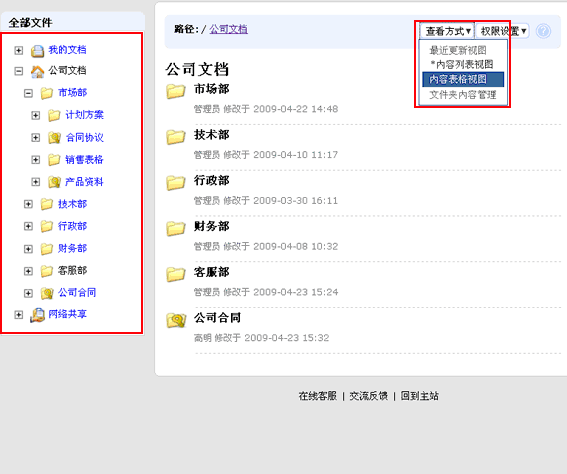 全部文件
我的文档
公司文档
市场部
计划方案
合同协议
销售表格
产品资料
技术部
行政部
财务部
客服部
公司合同
网络共享
路径: / 公司文档
查看方式▼ 权限设置▼ ?
最近更新视图
*内容列表视图
内容表格视图
文件夹内容管理
公司文档
市场部
管理员 修改于 2009-04-22 14:48
技术部
管理员 修改于 2009-04-10 11:17
行政部
管理员 修改于 2009-03-30 16:11
财务部
管理员 修改于 2009-04-08 10:32
客服部
管理员 修改于 2009-04-23 15:24
公司合同
高明 修改于 2009-04-23 15:32
在线客服 | 交流反馈 | 回到主站